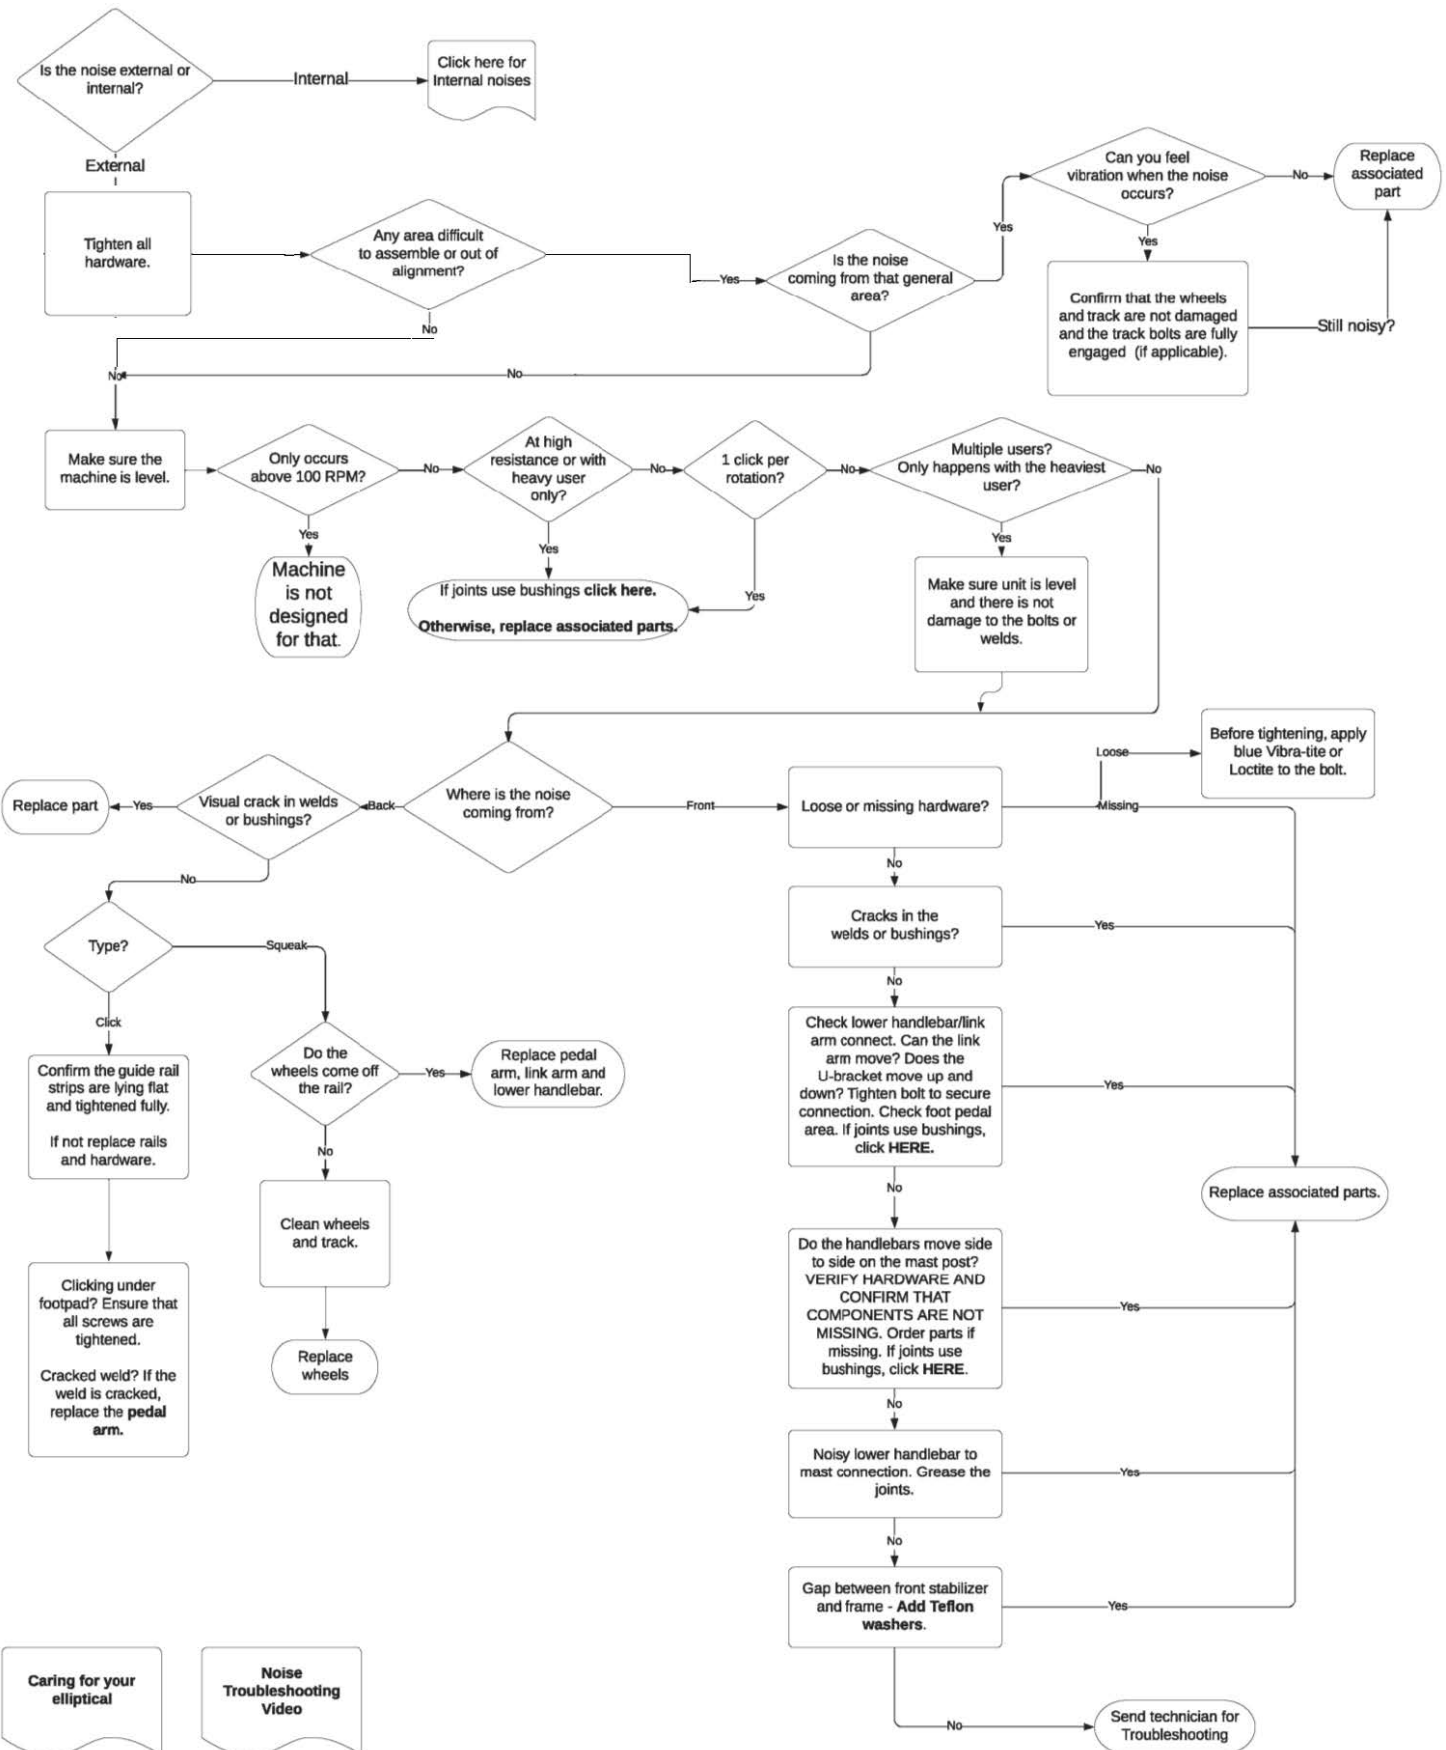 Is the noise external or
internal?
Internal
Click here for
Internal noises
External
Tighten all
hardware.
Any area difficult
to assemble or out of
alignment?
Yes
No
Is the noise
coming from that general
area?
Yes
No
Can you feel
vibration when the noise
occurs?
No
Replace
associated
part
Yes
Confirm that the wheels
and track are not damaged
and the track bolts are fully
engaged (if applicable).
Still noisy?
No
Make sure the
machine is level.
Only occurs
above 100 RPM?
No
Yes
Machine
is not
designed
for that.
At high
resistance or with
heavy user
only?
No
Yes
If joints use bushings click here.
Otherwise, replace associated parts.
1 click per
rotation?
No
Yes
Multiple users?
Only happens with the heaviest
user?
No
Yes
Make sure unit is level
and there is not
damage to the bolts or
welds.
Where is the noise
coming from?
Back
Front
Visual crack in welds
or bushings?
Yes
Replace part
No
Type?
Squeak
Click
Confirm the guide rail
strips are lying flat
and tightened fully.
If not replace rails
and hardware.
Clicking under
footpad? Ensure that
all screws are
tightened.
Cracked weld? If the
weld is cracked,
replace the pedal
arm.
Do the
wheels come off
the rail?
Yes
Replace pedal
arm, link arm and
lower handlebar.
No
Clean wheels
and track.
Replace
wheels
Loose or missing hardware?
Loose
Before tightening, apply
blue Vibra-tite or
Loctite to the bolt.
Missing
No
Cracks in the
welds or bushings?
Yes
No
Check lower handlebar/link
arm connect. Can the link
arm move? Does the
U-bracket move up and
down? Tighten bolt to secure
connection. Check foot pedal
area. If joints use bushings,
click HERE.
Yes
No
Replace associated parts.
Do the handlebars move side
to side on the mast post?
VERIFY HARDWARE AND
CONFIRM THAT
COMPONENTS ARE NOT
MISSING. Order parts if
missing. If joints use
bushings, click HERE.
Yes
No
Noisy lower handlebar to
mast connection. Grease the
joints.
Yes
No
Gap between front stabilizer
and frame - Add Teflon
washers.
Yes
No
Send technician for
Troubleshooting
Caring for your
elliptical
Noise
Troubleshooting
Video